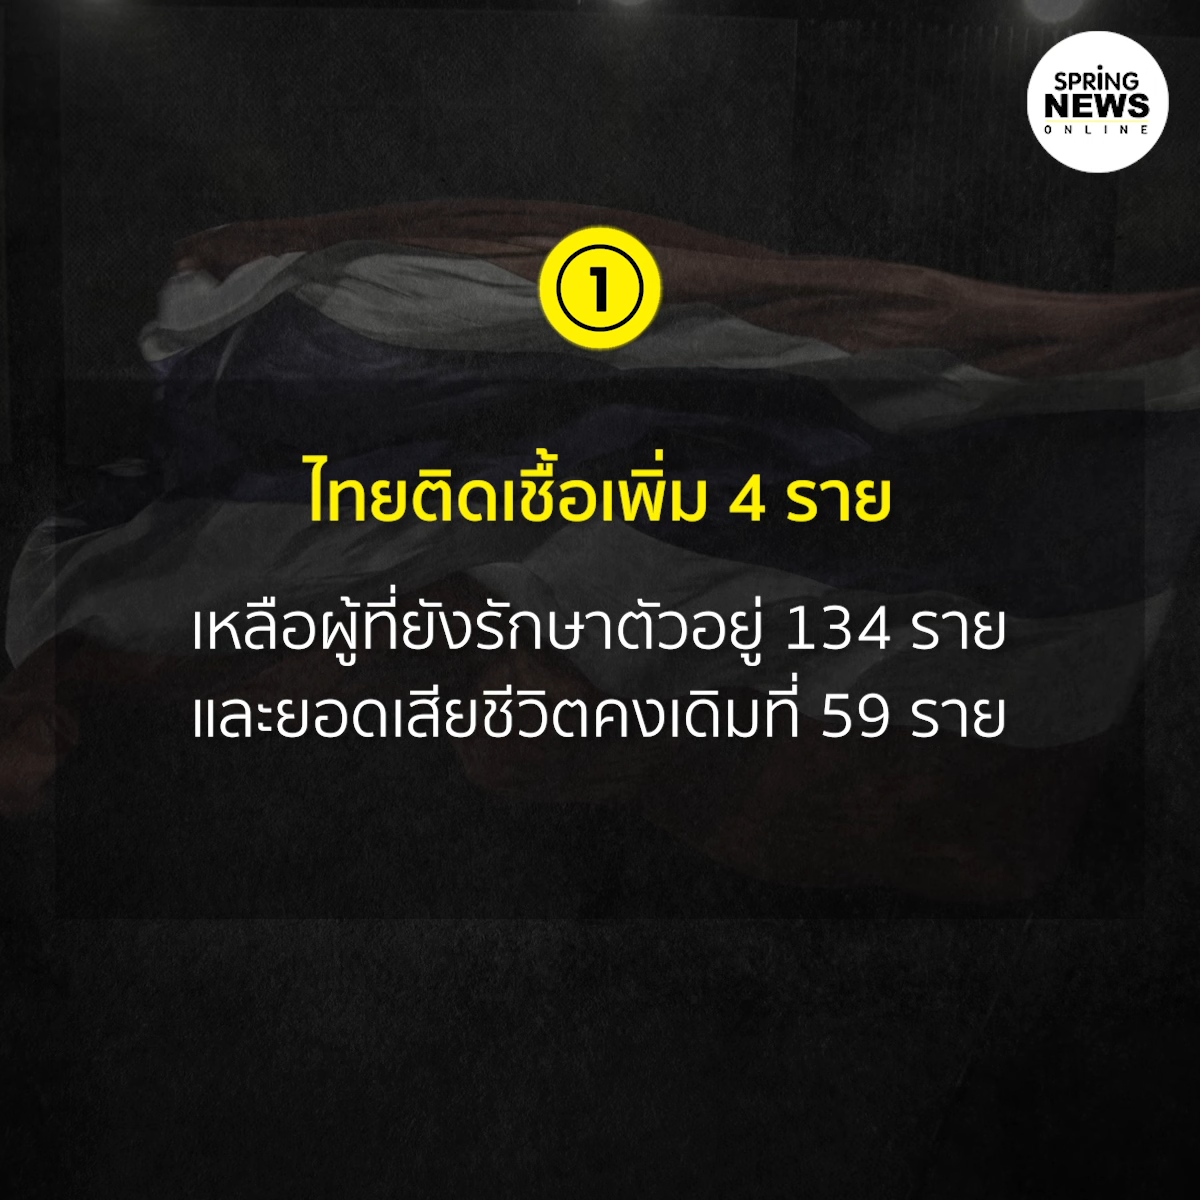 SPRING
NEWS
ONLINE
1
ไทยติดเชื้อเพิ่ม 4 ราย
เหลือผู้ที่ยังรักษาตัวอยู่ 134 ราย
และยอดเสียชีวิตคงเดิมที่ 59 ราย